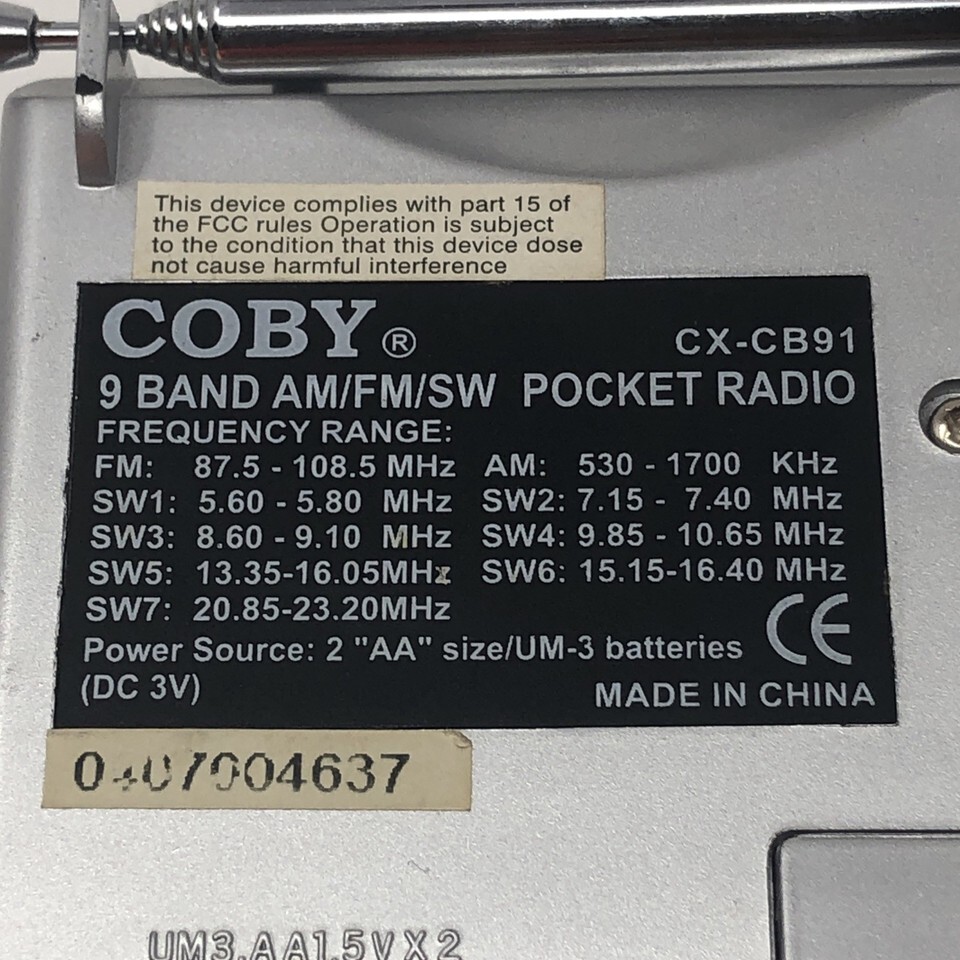 This device complies with part 15 of
the FCC rules Operation is subject
to the condition that this device dose
not cause harmful interference
COBY®
CX-CB91
9 BAND AM/FM/SW POCKET RADIO
FREQUENCY RANGE:
FM: 87.5 - 108.5 MHz AM: 530 - 1700 KHz
SW1: 5.60 - 5.80 MHz SW2: 7.15 - 7.40 MHz
SW3: 8.60 - 9.10 MHz SW4: 9.85 - 10.65 MHz
SW5: 13.35-16.05MHz SW6: 15.15-16.40 MHz
SW7: 20.85-23.20MHz
Power Source: 2 "AA" size/UM-3 batteries
CE
(DC 3V)
MADE IN CHINA
UM3.AA1.5V X 2